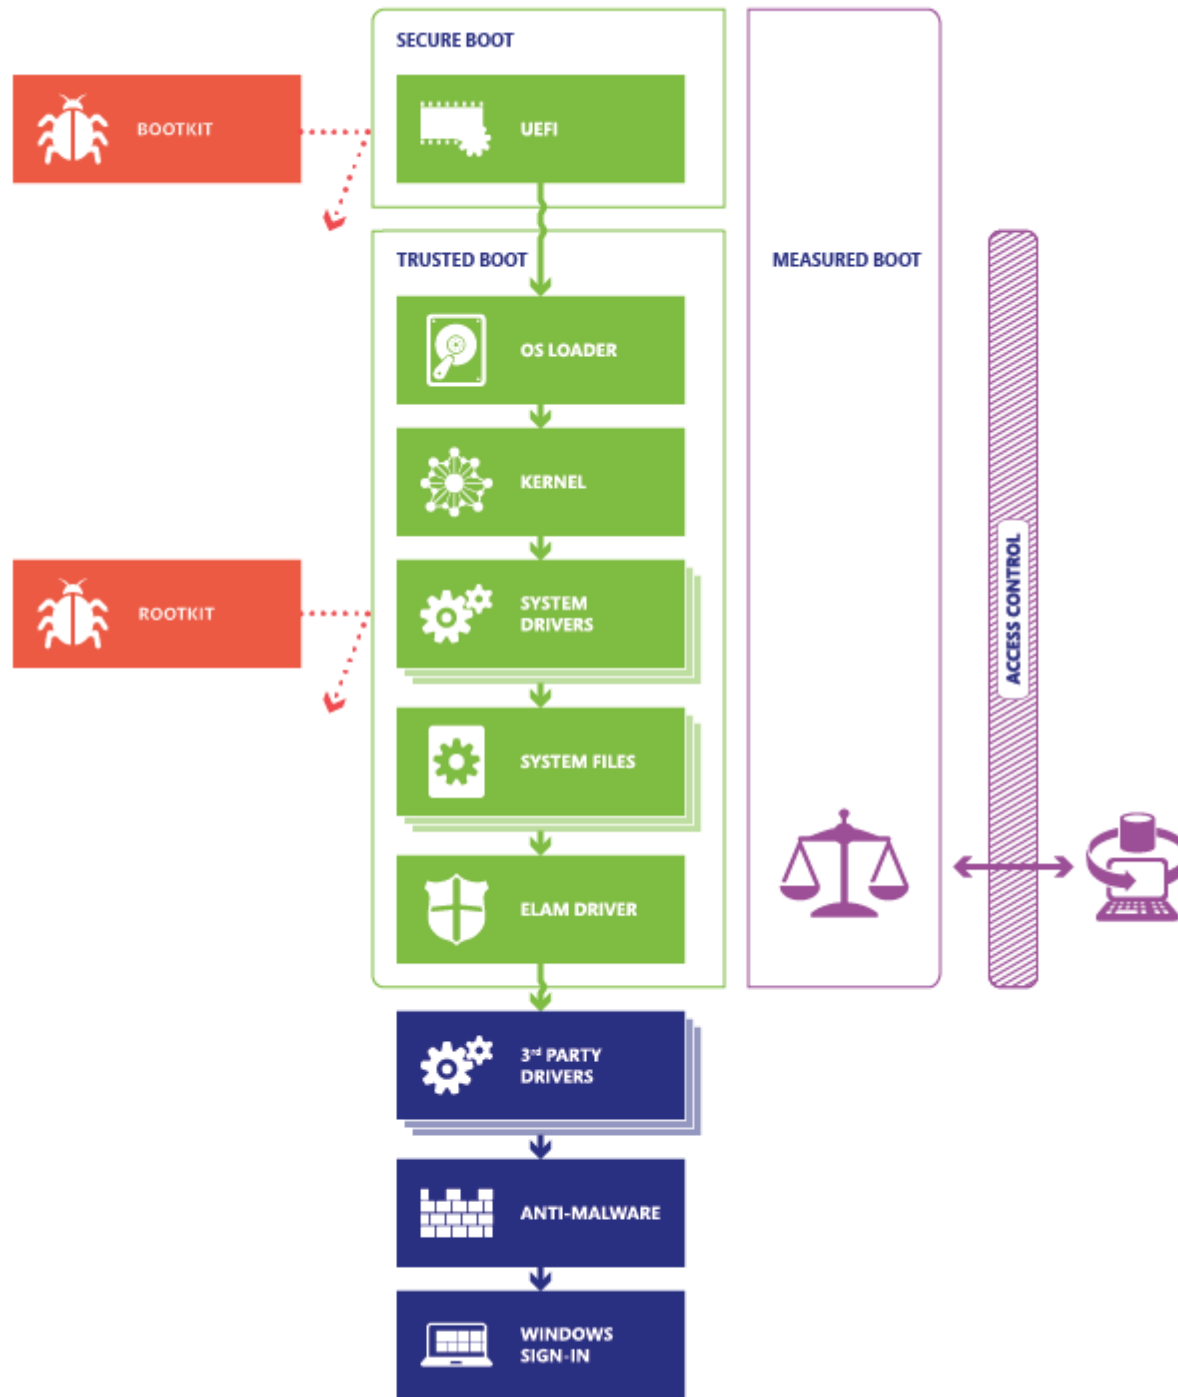 SECURE BOOT
BOOTKIT
UEFI
TRUSTED BOOT
MEASURED BOOT
OS LOADER
KERNEL
ROOTKIT
SYSTEM
DRIVERS
ACCESS CONTROL
SYSTEM FILES
ELAM DRIVER
3rd PARTY
DRIVERS
ANTI-MALWARE
WINDOWS
SIGN-IN